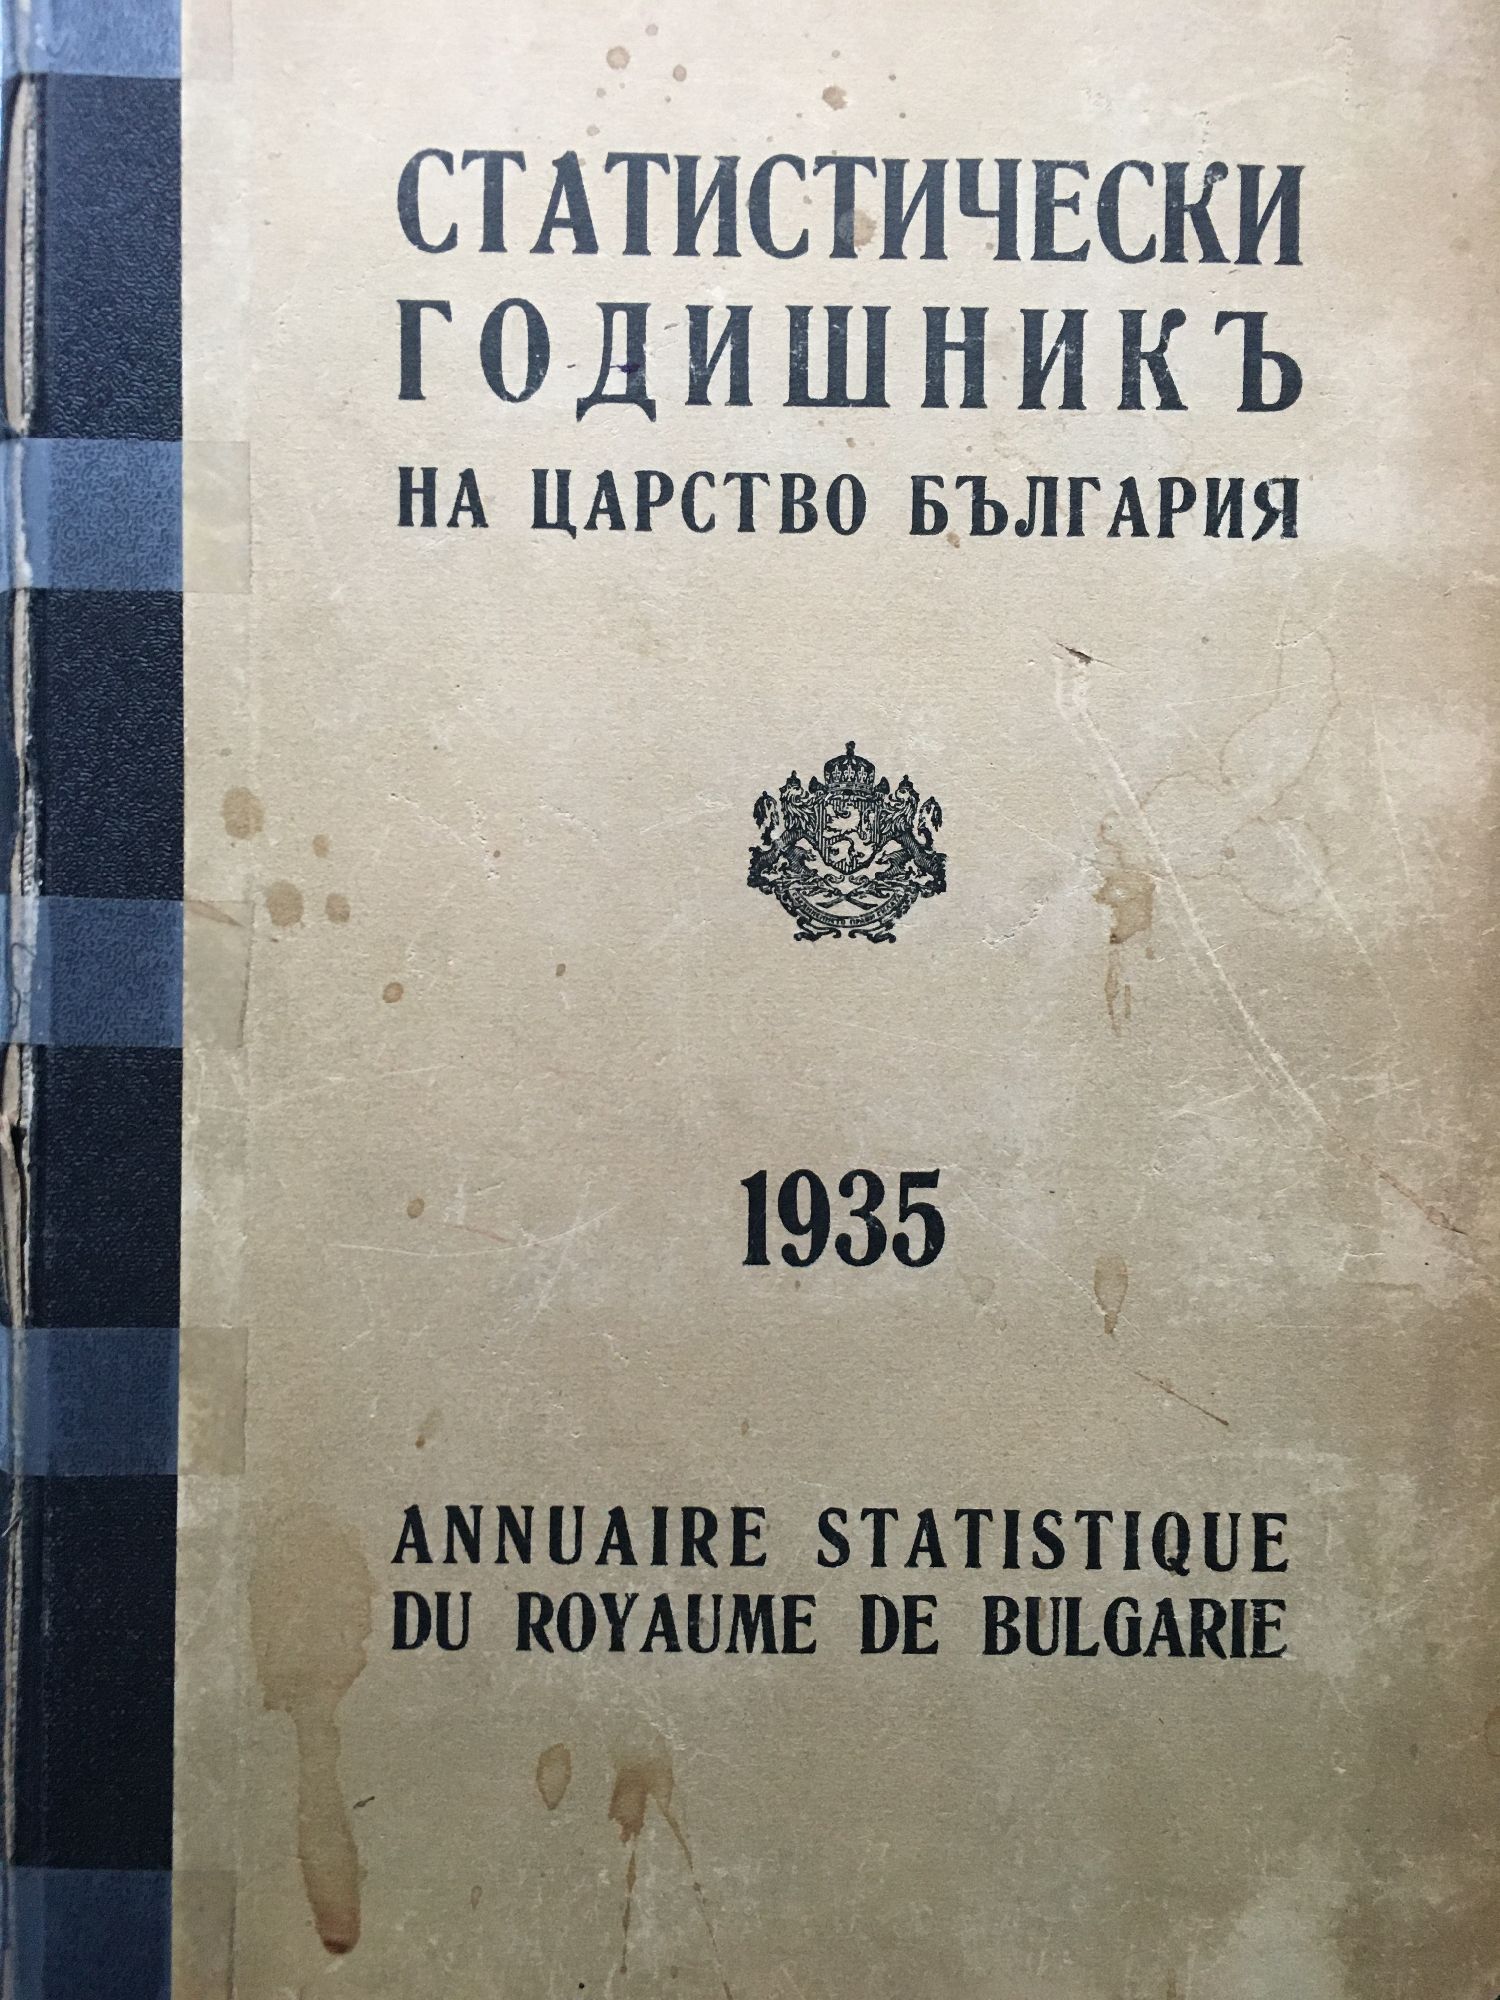 СТАТИСТИЧЕСКИ
ГОДИШНИКЪ
НА ЦАРСТВО БЪЛГАРИЯ
1935
ANNUAIRE STATISTIQUE
DU ROYAUME DE BULGARIE